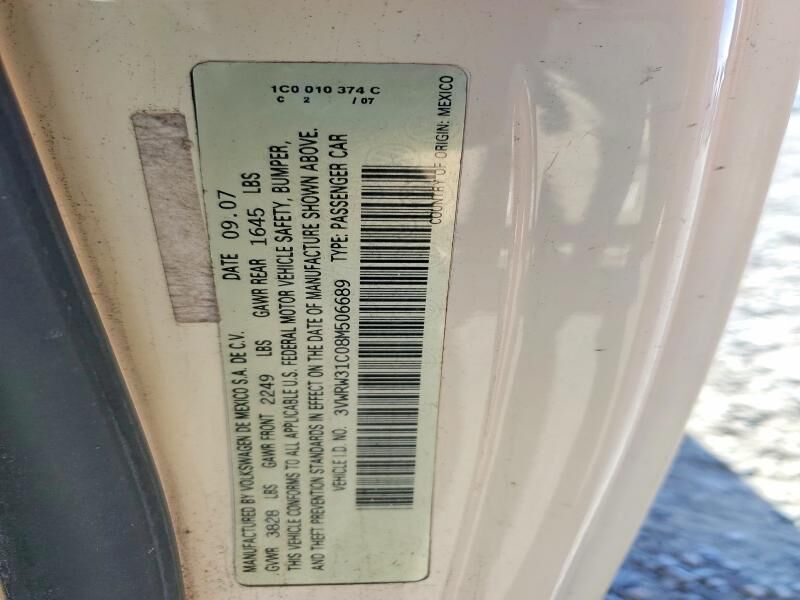 MANUFACTURED BY VOLKSWAGEN DE MEXICO S.A. DE C.V. DATE 09.07
GVWR 3828 LBS GAWR FRONT 2249 LBS GAWR REAR 1645 LBS
THIS VEHICLE CONFORMS TO ALL APPLICABLE U.S. FEDERAL MOTOR VEHICLE SAFETY, BUMPER,
AND THEFT PREVENTION STANDARDS IN EFFECT ON THE DATE OF MANUFACTURE SHOWN ABOVE.
VEHICLE I.D. NO. 3VWRW31C08M506689 TYPE: PASSENGER CAR
COUNTRY OF ORIGIN: MEXICO
1C0 010 374 C
C 2 /07